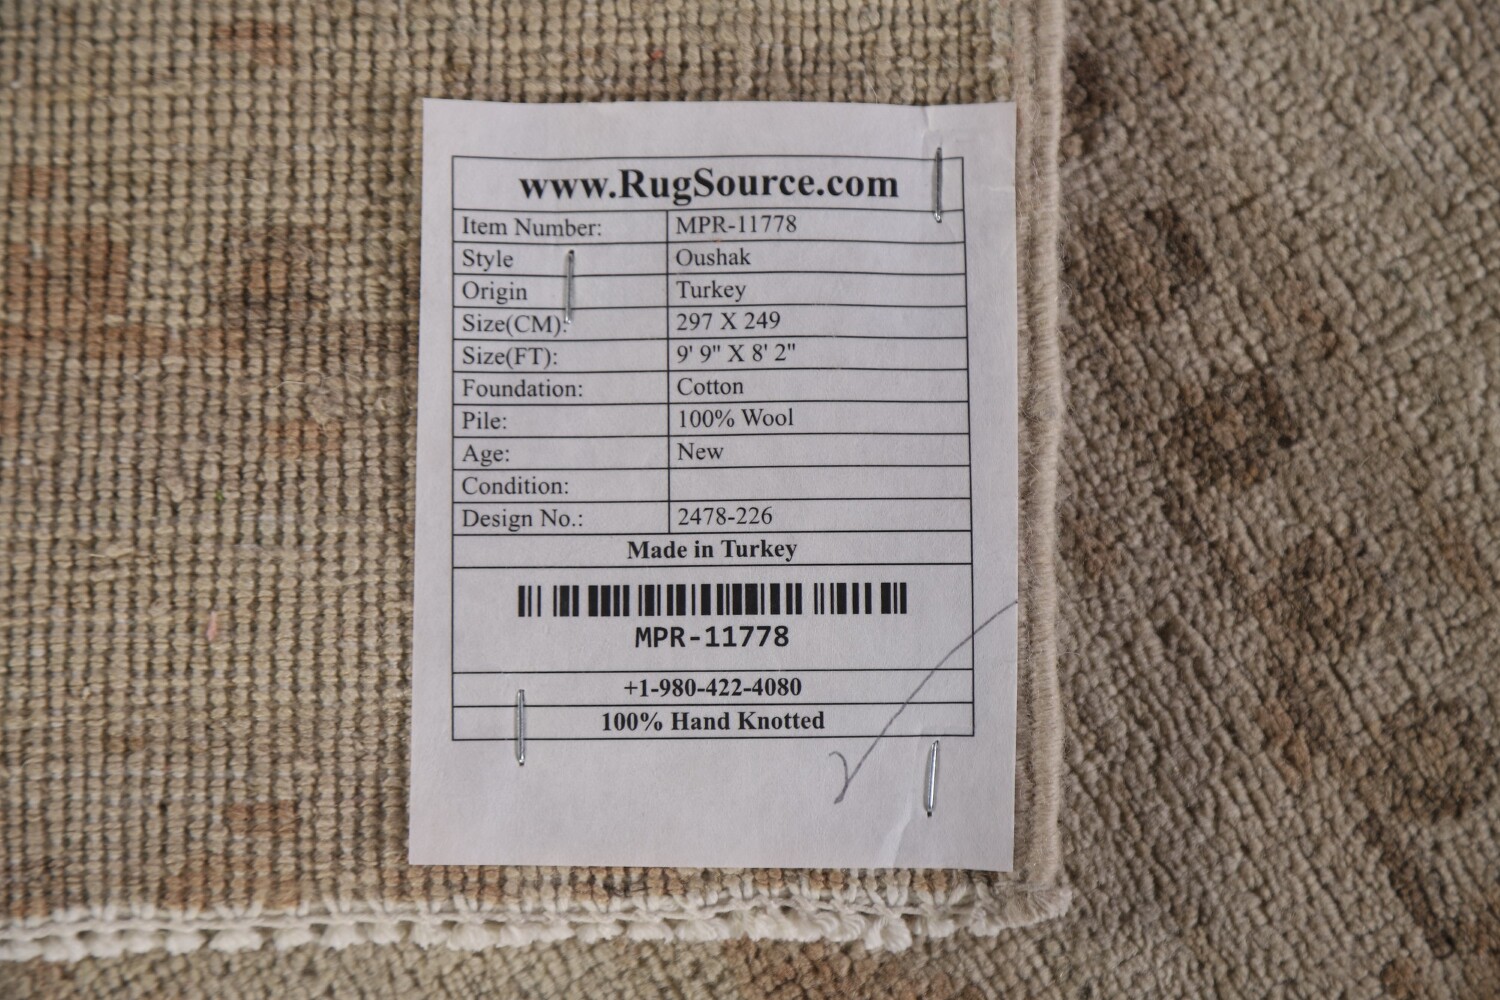 www.RugSource.com
Item Number: MPR-11778
Style Oushak
Origin Turkey
Size(CM): 297 X 249
Size(FT): 9' 9" X 8' 2"
Foundation: Cotton
Pile: 100% Wool
Age: New
Condition:
Design No.: 2478-226
Made in Turkey
MPR-11778
+1-980-422-4080
100% Hand Knotted